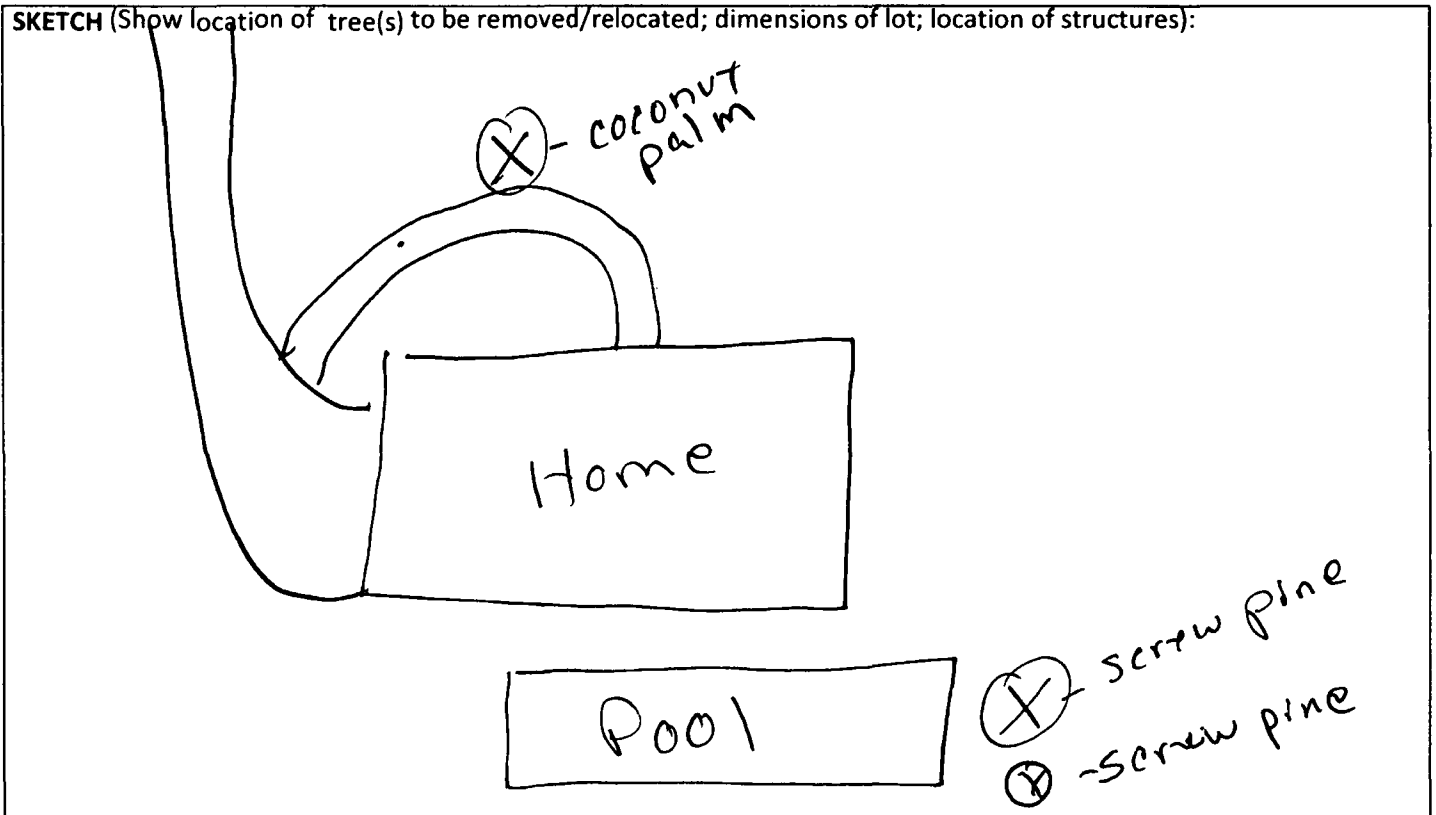 SKETCH (Show location of tree(s) to be removed/relocated; dimensions of lot; location of structures):
X - coconut
palm
Home
Pool
X - screw pine
X - screw pine